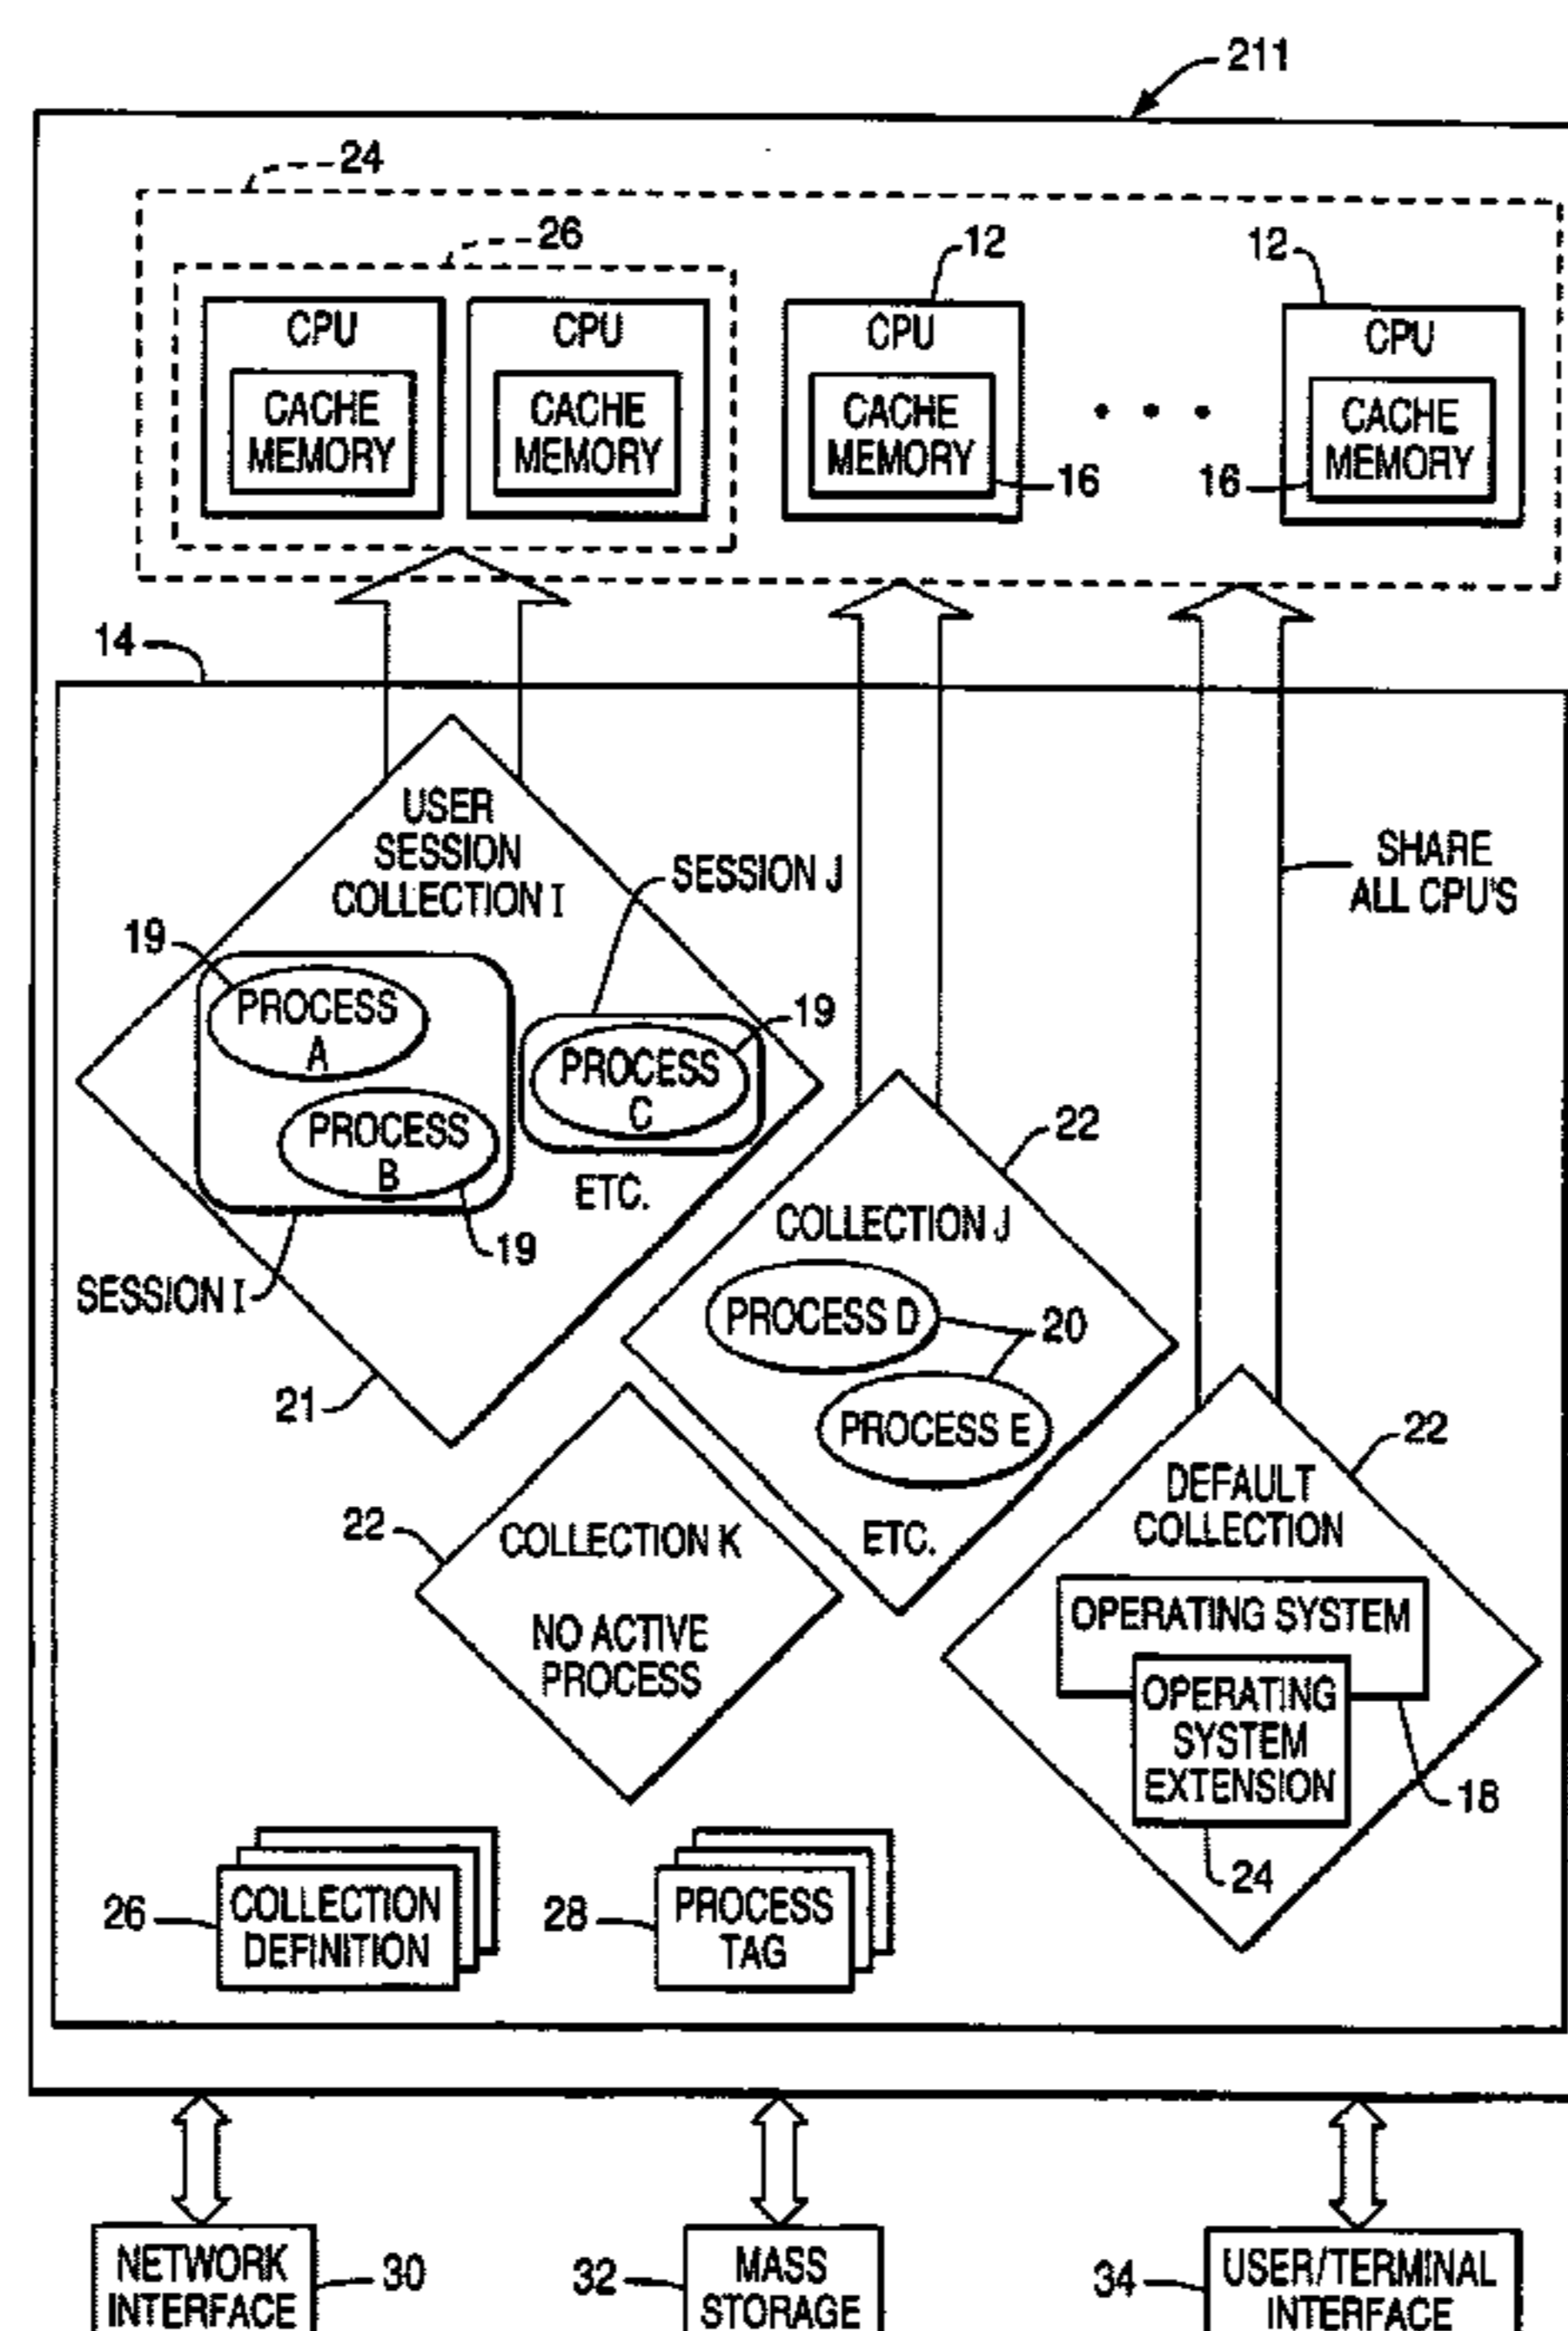 211
24
26
12
12
CPU
CPU
CPU
CPU
CACHE
MEMORY
CACHE
MEMORY
CACHE
MEMORY
CACHE
MEMORY
16
16
14
USER
SESSION
COLLECTION I
SESSION J
SHARE
ALL CPU'S
19
PROCESS
A
19
PROCESS
C
PROCESS
B
22
ETC.
19
COLLECTION J
SESSION I
PROCESS D
20
21
PROCESS E
22
DEFAULT
COLLECTION
22
COLLECTION K
ETC.
NO ACTIVE
PROCESS
OPERATING SYSTEM
OPERATING
SYSTEM
EXTENSION
18
24
26
COLLECTION
DEFINITION
28
PROCESS
TAG
NETWORK
INTERFACE
30
32
MASS
STORAGE
34
USER/TERMINAL
INTERFACE